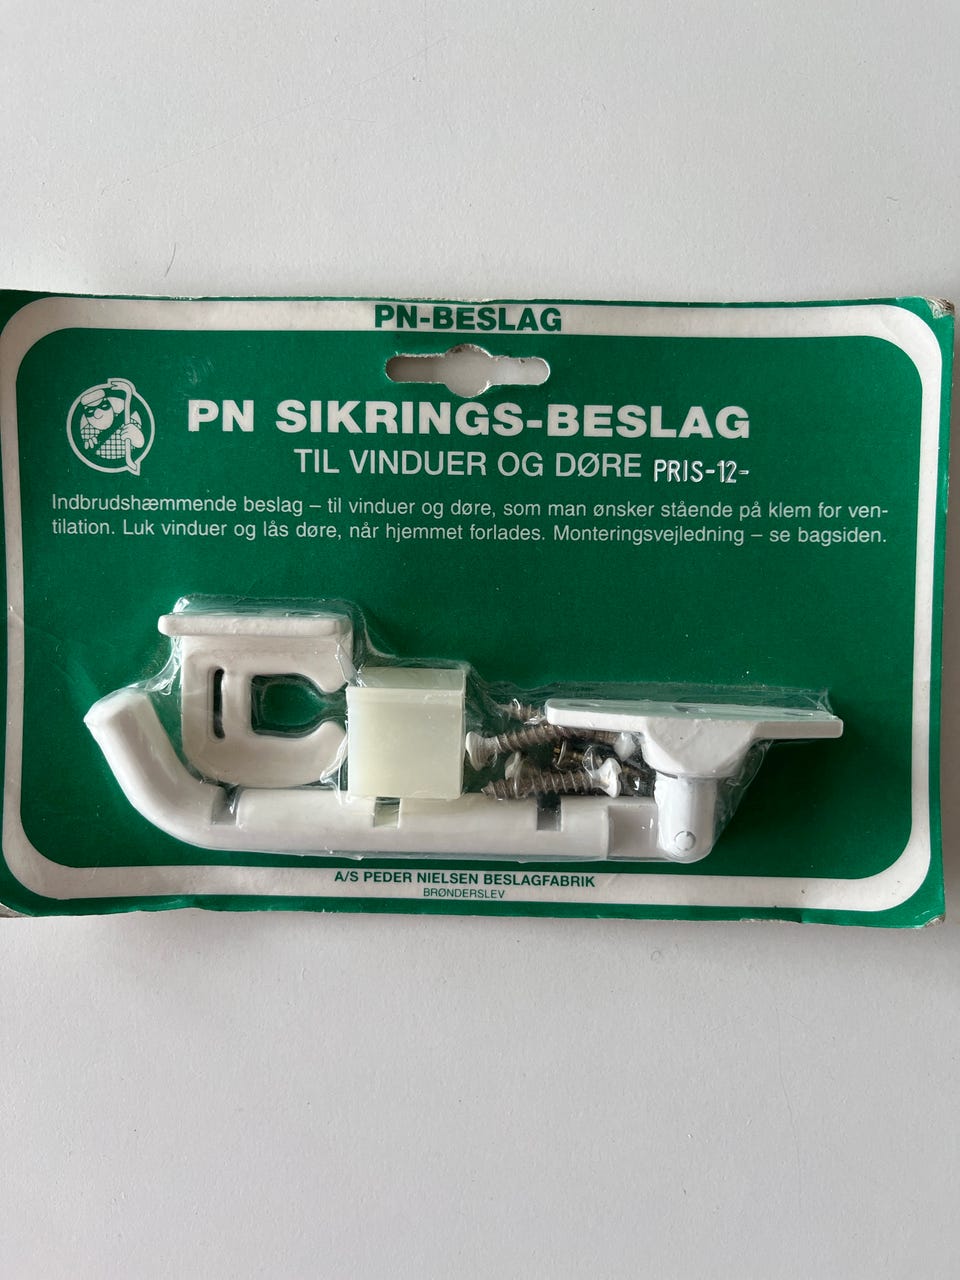 PN-BESLAG
PN SIKRINGS-BESLAG
TIL VINDUER OG DØRE PRIS-12-
Indbrudshæmmende beslag – til vinduer og døre, som man ønsker stående på klem for ven-
tilation. Luk vinduer og lås døre, når hjemmet forlades. Monteringsvejledning – se bagsiden.
A/S PEDER NIELSEN BESLAGFABRIK
BRØNDERSLEV